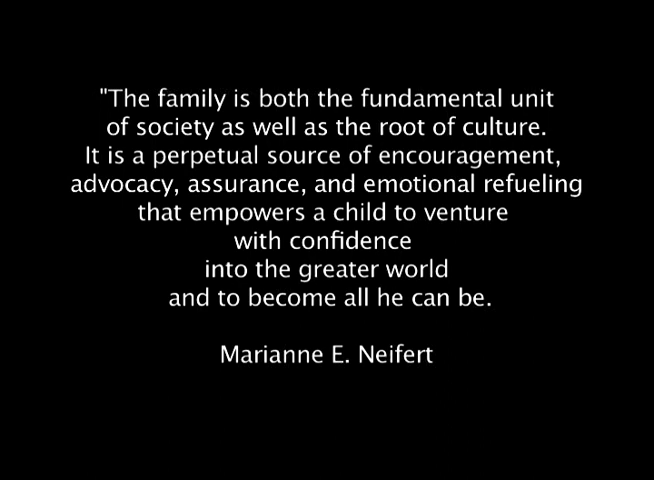 "The family is both the fundamental unit
of society as well as the root of culture.
It is a perpetual source of encouragement,
advocacy, assurance, and emotional refueling
that empowers a child to venture
with confidence
into the greater world
and to become all he can be.
Marianne E. Neifert